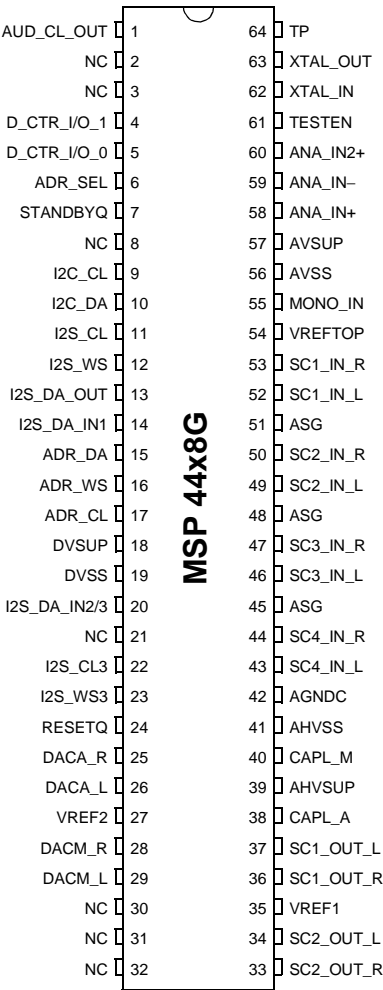 AUD_CL_OUT 1 64 TP
NC 2 63 XTAL_OUT
NC 3 62 XTAL_IN
D_CTR_I/O_1 4 61 TESTEN
D_CTR_I/O_0 5 60 ANA_IN2+
ADR_SEL 6 59 ANA_IN−
STANDBYQ 7 58 ANA_IN+
NC 8 57 AVSUP
I2C_CL 9 56 AVSS
I2C_DA 10 55 MONO_IN
I2S_CL 11 54 VREFTOP
I2S_WS 12 53 SC1_IN_R
I2S_DA_OUT 13 52 SC1_IN_L
I2S_DA_IN1 14 51 ASG
ADR_DA 15 50 SC2_IN_R
ADR_WS 16 49 SC2_IN_L
ADR_CL 17 48 ASG
DVSUP 18 47 SC3_IN_R
DVSS 19 46 SC3_IN_L
I2S_DA_IN2/3 20 45 ASG
NC 21 44 SC4_IN_R
I2S_CL3 22 43 SC4_IN_L
I2S_WS3 23 42 AGNDC
RESETQ 24 41 AHVSS
DACA_R 25 40 CAPL_M
DACA_L 26 39 AHVSUP
VREF2 27 38 CAPL_A
DACM_R 28 37 SC1_OUT_L
DACM_L 29 36 SC1_OUT_R
NC 30 35 VREF1
NC 31 34 SC2_OUT_L
NC 32 33 SC2_OUT_R
MSP 44x8G